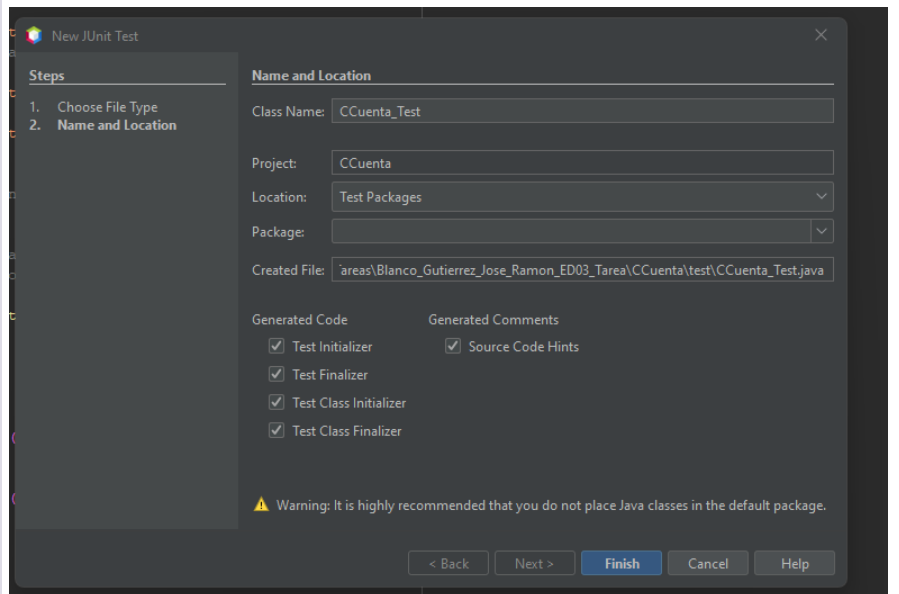 New JUnit Test
Steps
1. Choose File Type
2. Name and Location
Name and Location
Class Name: CCuenta_Test
Project: CCuenta
Location: Test Packages
Package:
Created File: areas\Blanco_Gutierrez_Jose_Ramon_ED03_Tarea\CCuenta\test\CCuenta_Test.java
Generated Code
Generated Comments
Test Initializer
Source Code Hints
Test Finalizer
Test Class Initializer
Test Class Finalizer
Warning: It is highly recommended that you do not place Java classes in the default package.
< Back
Next >
Finish
Cancel
Help